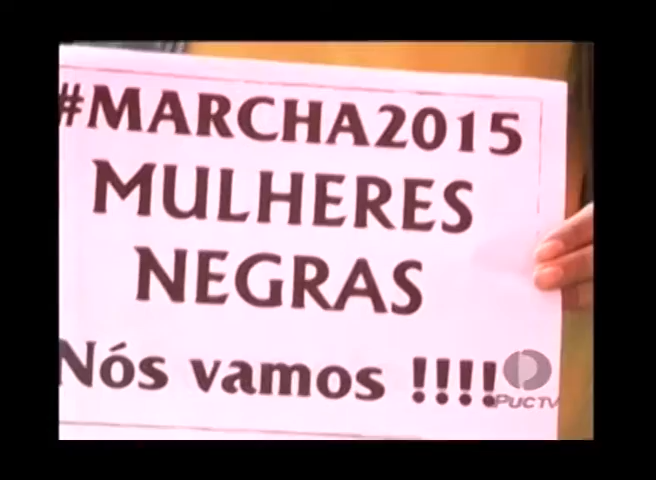 #MARCHA2015
MULHERES
NEGRAS
Nós vamos !!!!
PUCTV